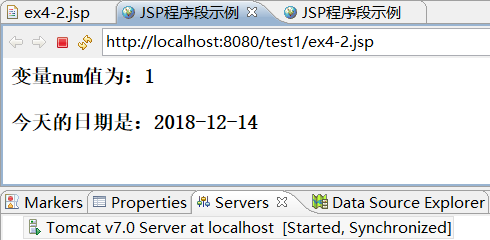 ex4-2.jsp JSP程序段示例 JSP程序段示例
http://localhost:8080/test1/ex4-2.jsp
变量num值为：1
今天的日期是：2018-12-14
Markers Properties Servers Data Source Explorer
Tomcat v7.0 Server at localhost [Started, Synchronized]